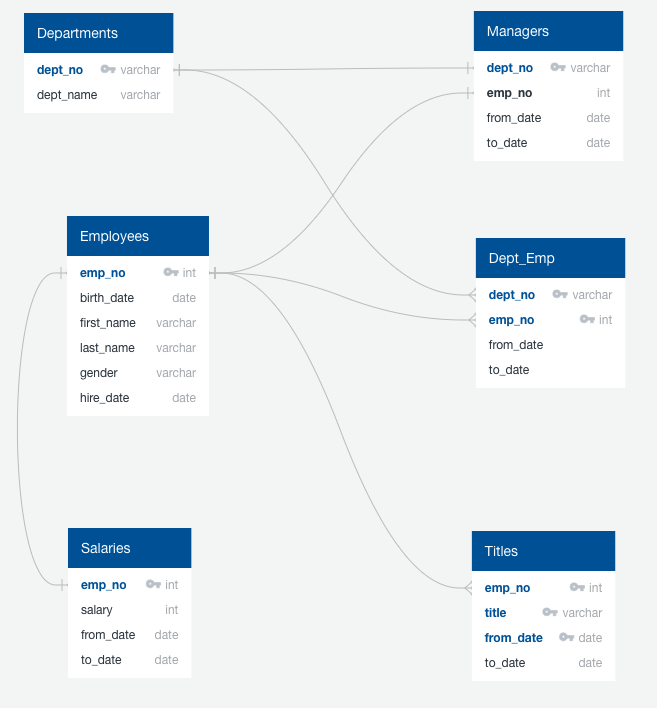 Departments
dept_no varchar
dept_name varchar
Managers
dept_no varchar
emp_no int
from_date date
to_date date
Employees
emp_no int
birth_date date
first_name varchar
last_name varchar
gender varchar
hire_date date
Dept_Emp
dept_no varchar
emp_no int
from_date
to_date
Salaries
emp_no int
salary int
from_date date
to_date date
Titles
emp_no int
title varchar
from_date date
to_date date